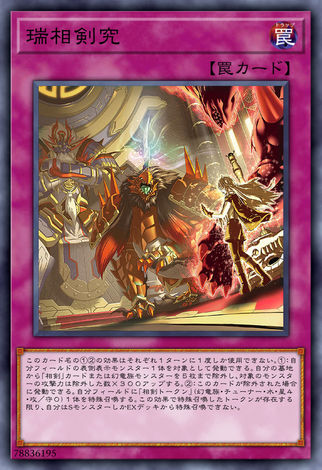 瑞相剣究
トラップ
罠
【罠カード】
このカード名の①②の効果はそれぞれ１ターンに１度しか使用できない。①：自
分フィールドの表側表示モンスター１体を対象として発動できる。自分の墓地
から「相剣」カードまたは幻竜族モンスターを５枚まで除外し、対象のモンス
ターの攻撃力は除外した数×３００アップする。②：このカードが除外された場合
に発動できる。自分フィールドに「相剣トークン」（幻竜族・チューナー・水・星４・
攻／守０）１体を特殊召喚する。この効果で特殊召喚したトークンが存在する
限り、自分はＳモンスターしかＥＸデッキから特殊召喚できない。
78836195